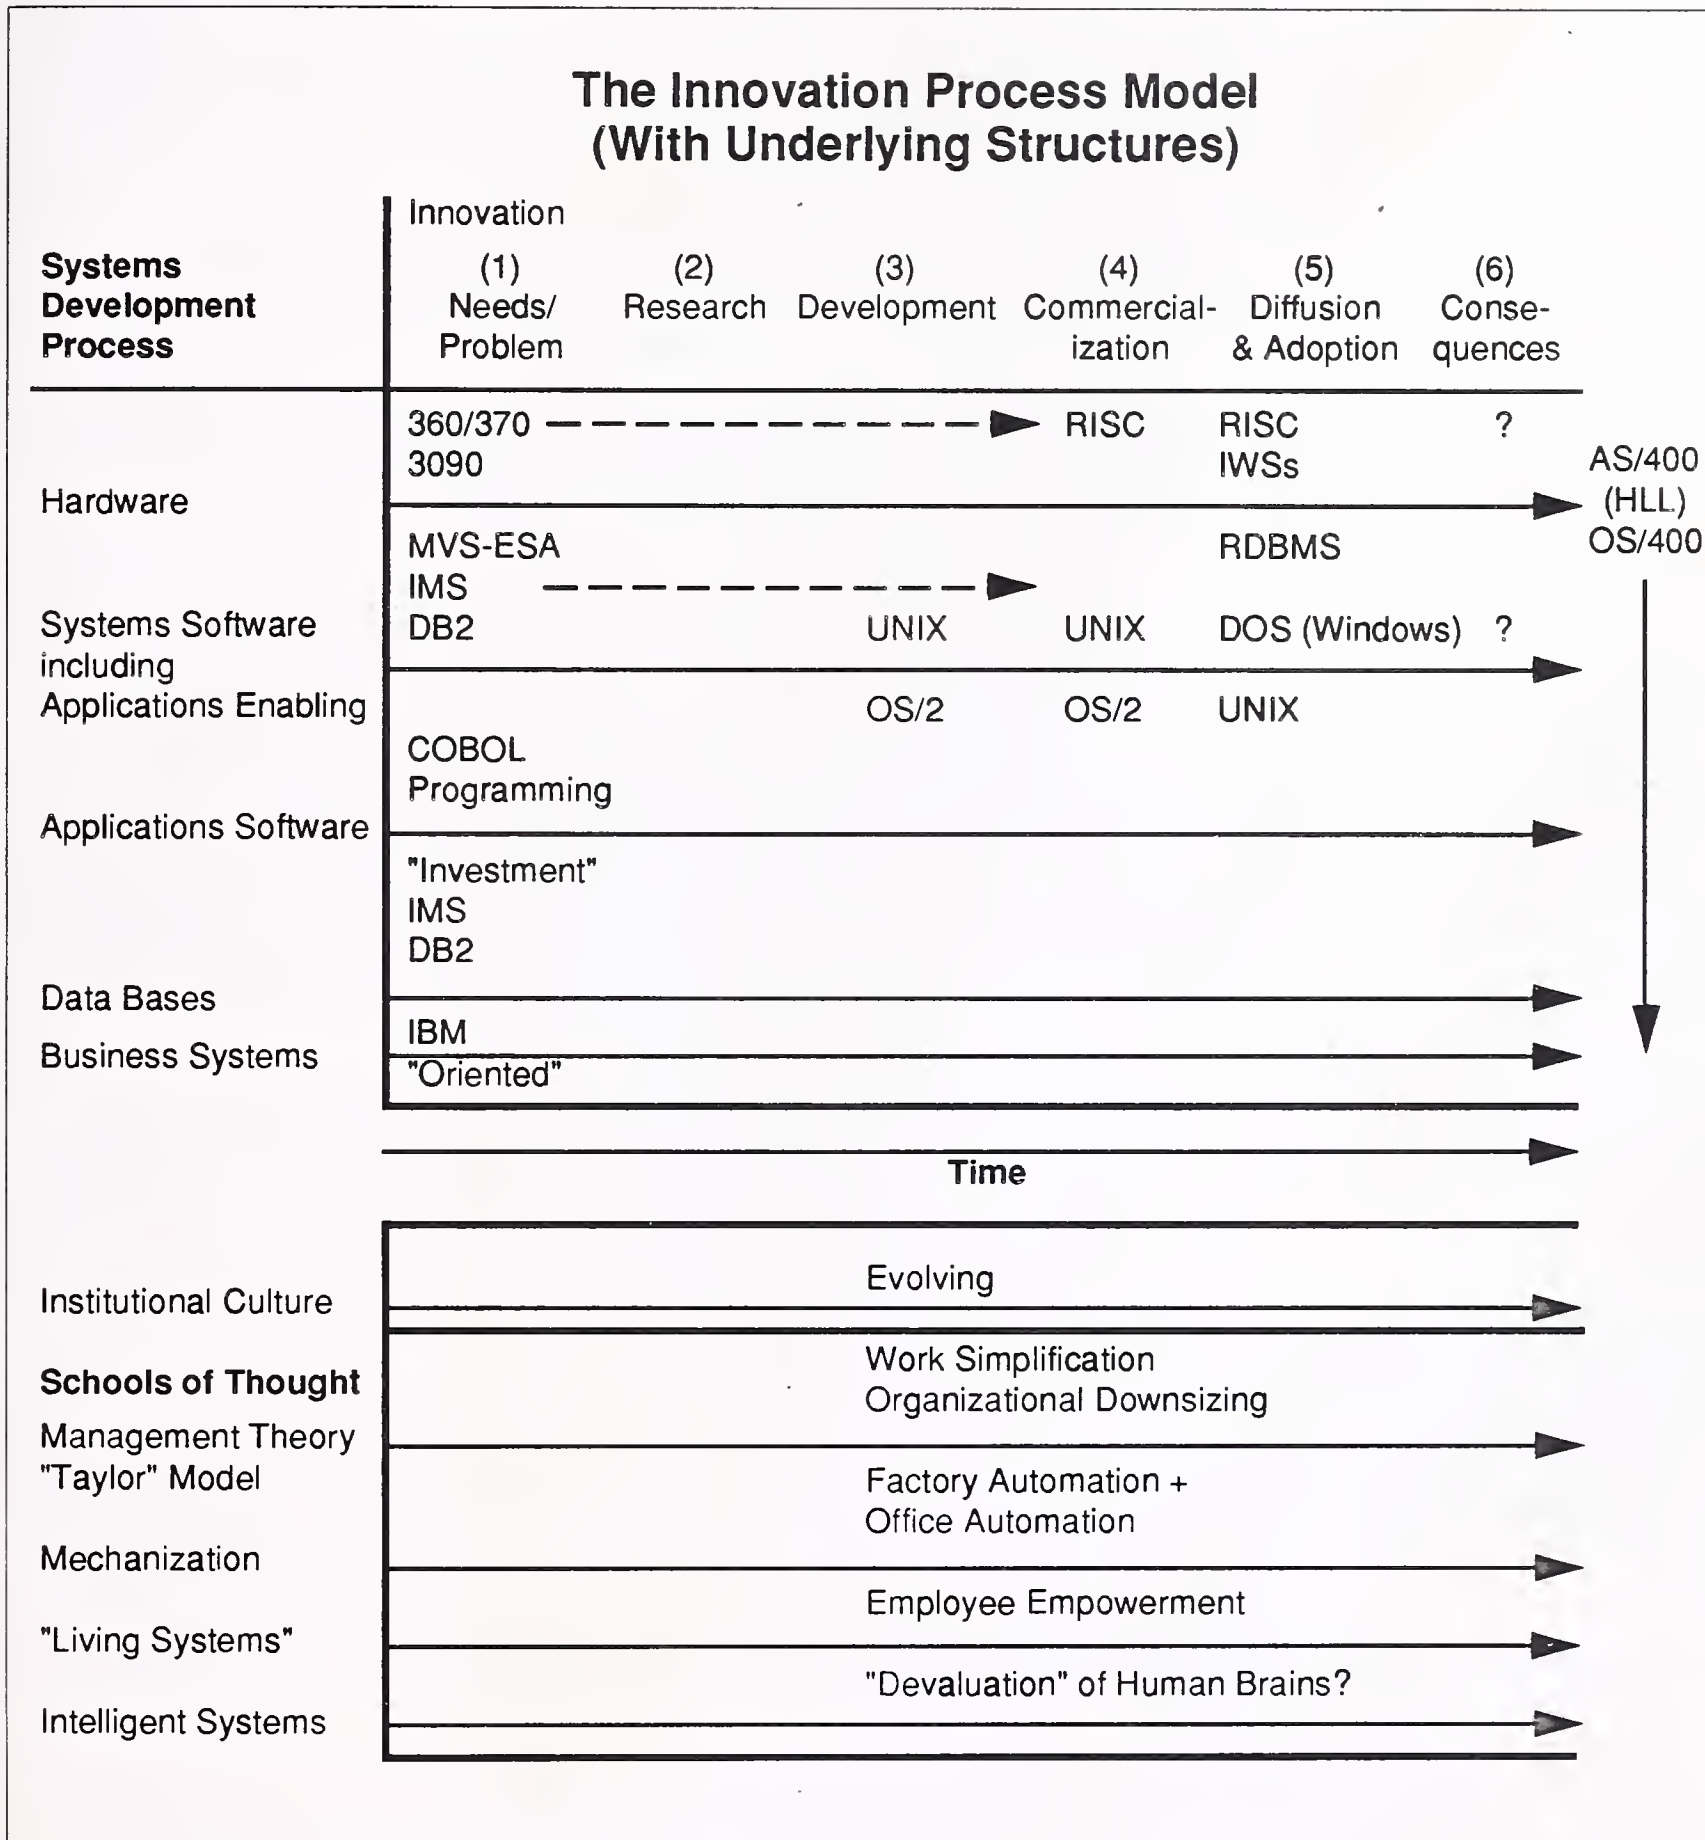 The Innovation Process Model
(With Underlying Structures)
Innovation
Systems
Development
Process
(1)
Needs/
Problem
(2)
Research
(3)
Development
(4)
Commercial-
ization
(5)
Diffusion
& Adoption
(6)
Conse-
quences
360/370
3090
RISC
RISC
IWSs
?
Hardware
AS/400
(HLL)
OS/400
MVS-ESA
IMS
DB2
RDBMS
UNIX
UNIX
DOS (Windows)
?
Systems Software
including
Applications Enabling
OS/2
OS/2
UNIX
COBOL
Programming
Applications Software
"Investment"
IMS
DB2
Data Bases
IBM
"Oriented"
Business Systems
Time
Evolving
Institutional Culture
Work Simplification
Organizational Downsizing
Schools of Thought
Management Theory
"Taylor" Model
Factory Automation +
Office Automation
Mechanization
Employee Empowerment
"Living Systems"
"Devaluation" of Human Brains?
Intelligent Systems